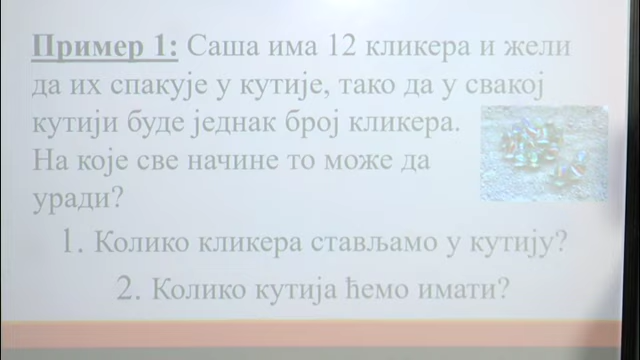 Пример 1: Саша има 12 кликера и жели
да их спакује у кутије, тако да у свакој
кутији буде једнак број кликера.
На које све начине то може да
уради?
1. Колико кликера стављамо у кутију?
2. Колико кутија ћемо имати?